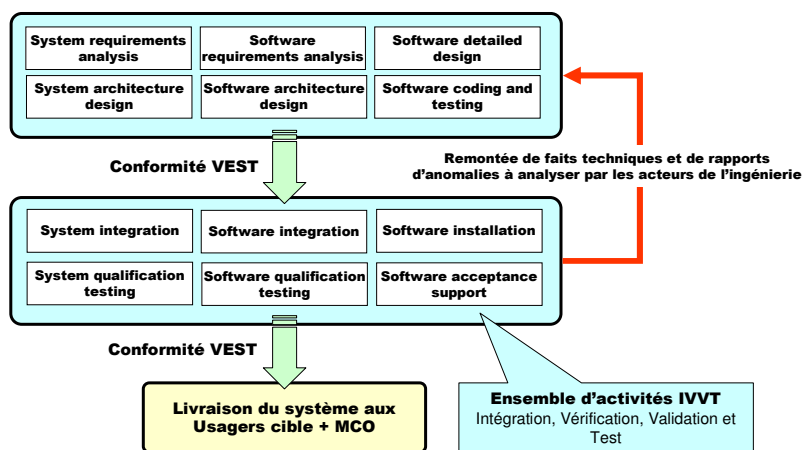 System requirements
analysis
Software
requirements analysis
Software detailed
design
System architecture
design
Software architecture
design
Software coding and
testing
Conformité VEST
Remontée de faits techniques et de rapports
d'anomalies à analyser par les acteurs de l'ingénierie
System integration
Software integration
Software installation
System qualification
testing
Software qualification
testing
Software acceptance
support
Conformité VEST
Livraison du système aux
Usagers cible + MCO
Ensemble d'activités IVVT
Intégration, Vérification, Validation et
Test